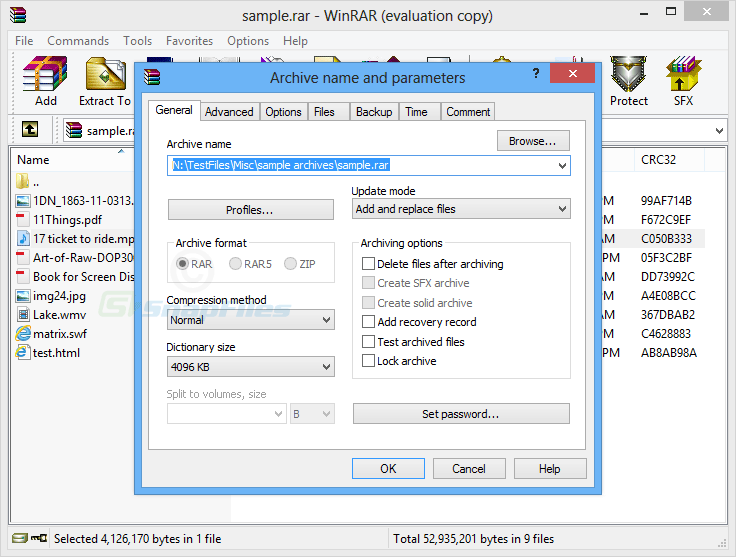 sample.rar - WinRAR (evaluation copy)
File Commands Tools Favorites Options Help
Add
Extract To
Protect
SFX
sample.ra
Name
CRC32
..
1DN_1863-11-0313.
PM
99AF714B
11Things.pdf
PM
F672C9EF
17 ticket to ride.mp
AM
C050B333
Art-of-Raw-DOP300
PM
05F3C2BF
Book for Screen Dis
AM
DD73992C
img24.jpg
PM
A4E08BCC
Lake.wmv
AM
367DBAB2
matrix.swf
PM
C4628883
test.html
PM
AB8AB98A
Archive name and parameters
?
General Advanced Options Files Backup Time Comment
Archive name
Browse...
N:\TestFiles\Misc\sample archives\sample.rar
Profiles...
Update mode
Add and replace files
Archive format
RAR RAR5 ZIP
Compression method
Normal
Dictionary size
4096 KB
Split to volumes, size
B
Archiving options
Delete files after archiving
Create SFX archive
Create solid archive
Add recovery record
Test archived files
Lock archive
Set password...
OK
Cancel
Help
Selected 4,126,170 bytes in 1 file
Total 52,935,201 bytes in 9 files
©
SnapFiles